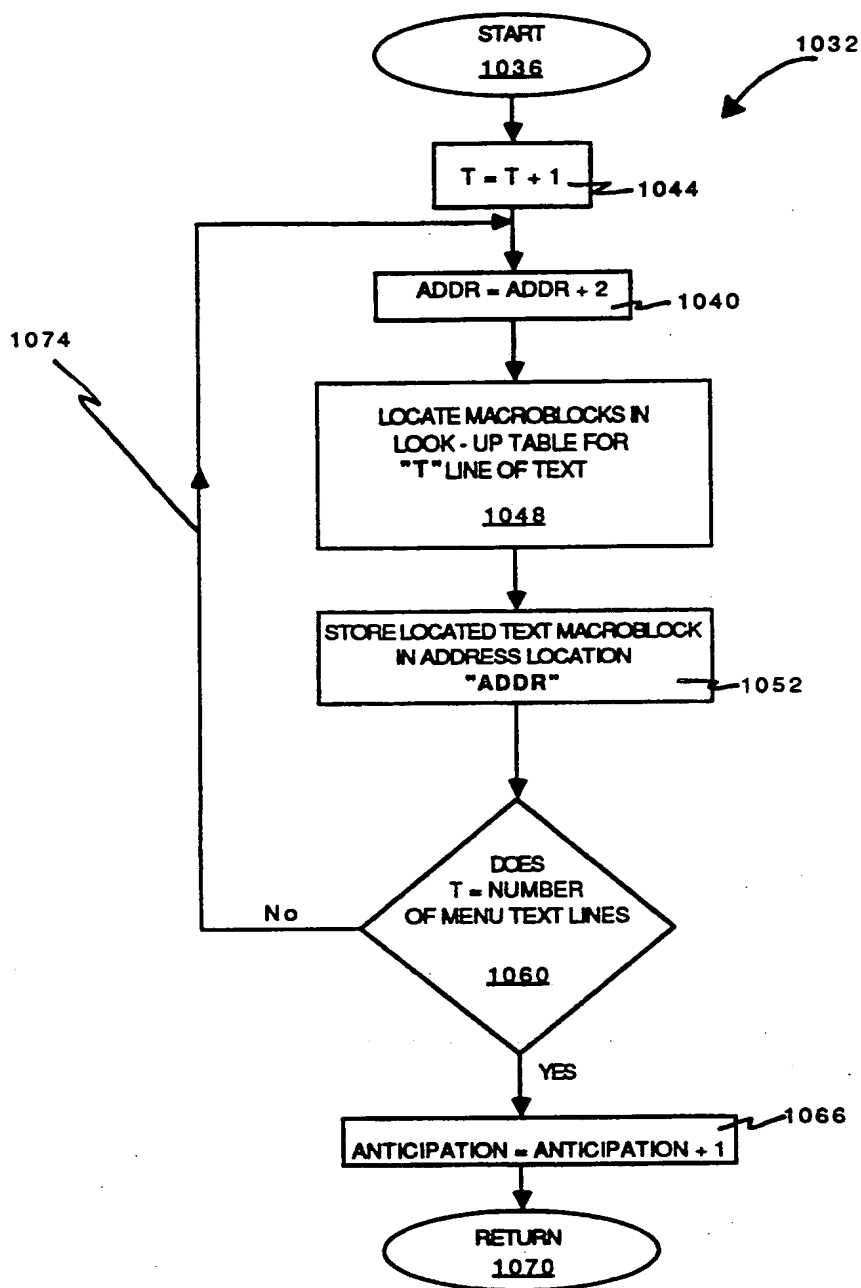 START
1036
1032
T = T + 1
1044
ADDR = ADDR + 2
1040
1074
LOCATE MACROBLOCKS IN
LOOK - UP TABLE FOR
"T" LINE OF TEXT
1048
STORE LOCATED TEXT MACROBLOCK
IN ADDRESS LOCATION
"ADDR"
1052
DOES
T = NUMBER
OF MENU TEXT LINES
1060
No
YES
1066
ANTICIPATION = ANTICIPATION + 1
RETURN
1070